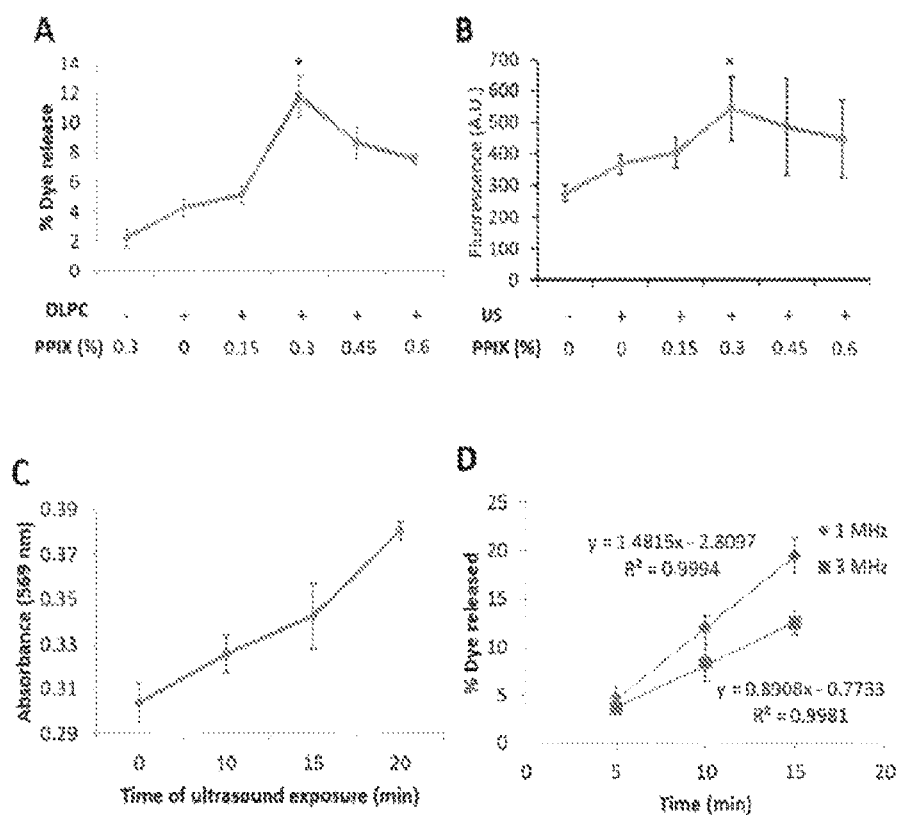 A
14
12
10
8
6
4
2
0
% Dye release
*
DLPC - + + + + +
PPIX (%) 0.3 0 0.15 0.3 0.45 0.6
B
700
600
500
400
300
200
100
0
Fluoressence (A.U.)
US - + + + + +
PPIX (%) 0 0 0.15 0.3 0.45 0.6
C
0.39
0.37
0.35
0.33
0.31
0.29
Absorbance (569 nm)
0 10 15 20
Time of ultrasound exposure (min)
D
25
20
15
10
5
0
% Dye released
y = 1.4815x - 2.8097
R² = 0.9994
1 MHz
3 MHz
y = 0.8908x - 0.7733
R² = 0.9981
0 5 10 15 20
Time (min)